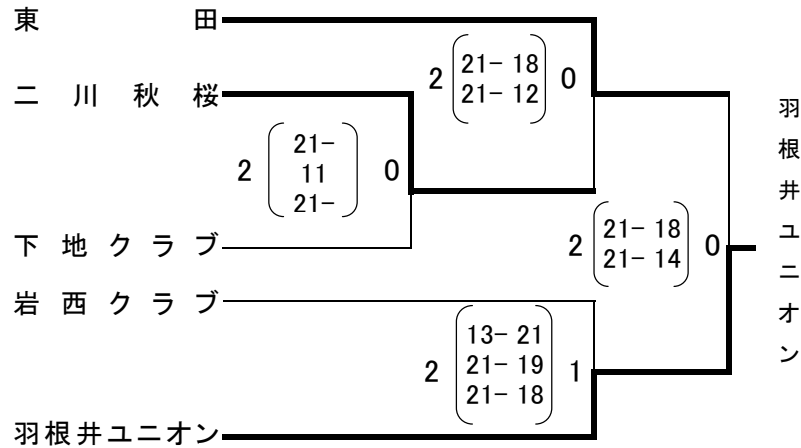 東田
2 21- 18 0
21- 12
二川秋桜
2 21- 0
11
21-
下地クラブ
2 21- 18 0
21- 14
岩西クラブ
13- 21
2 21- 19 1
21- 18
羽根井ユニオン
羽根井ユニオン